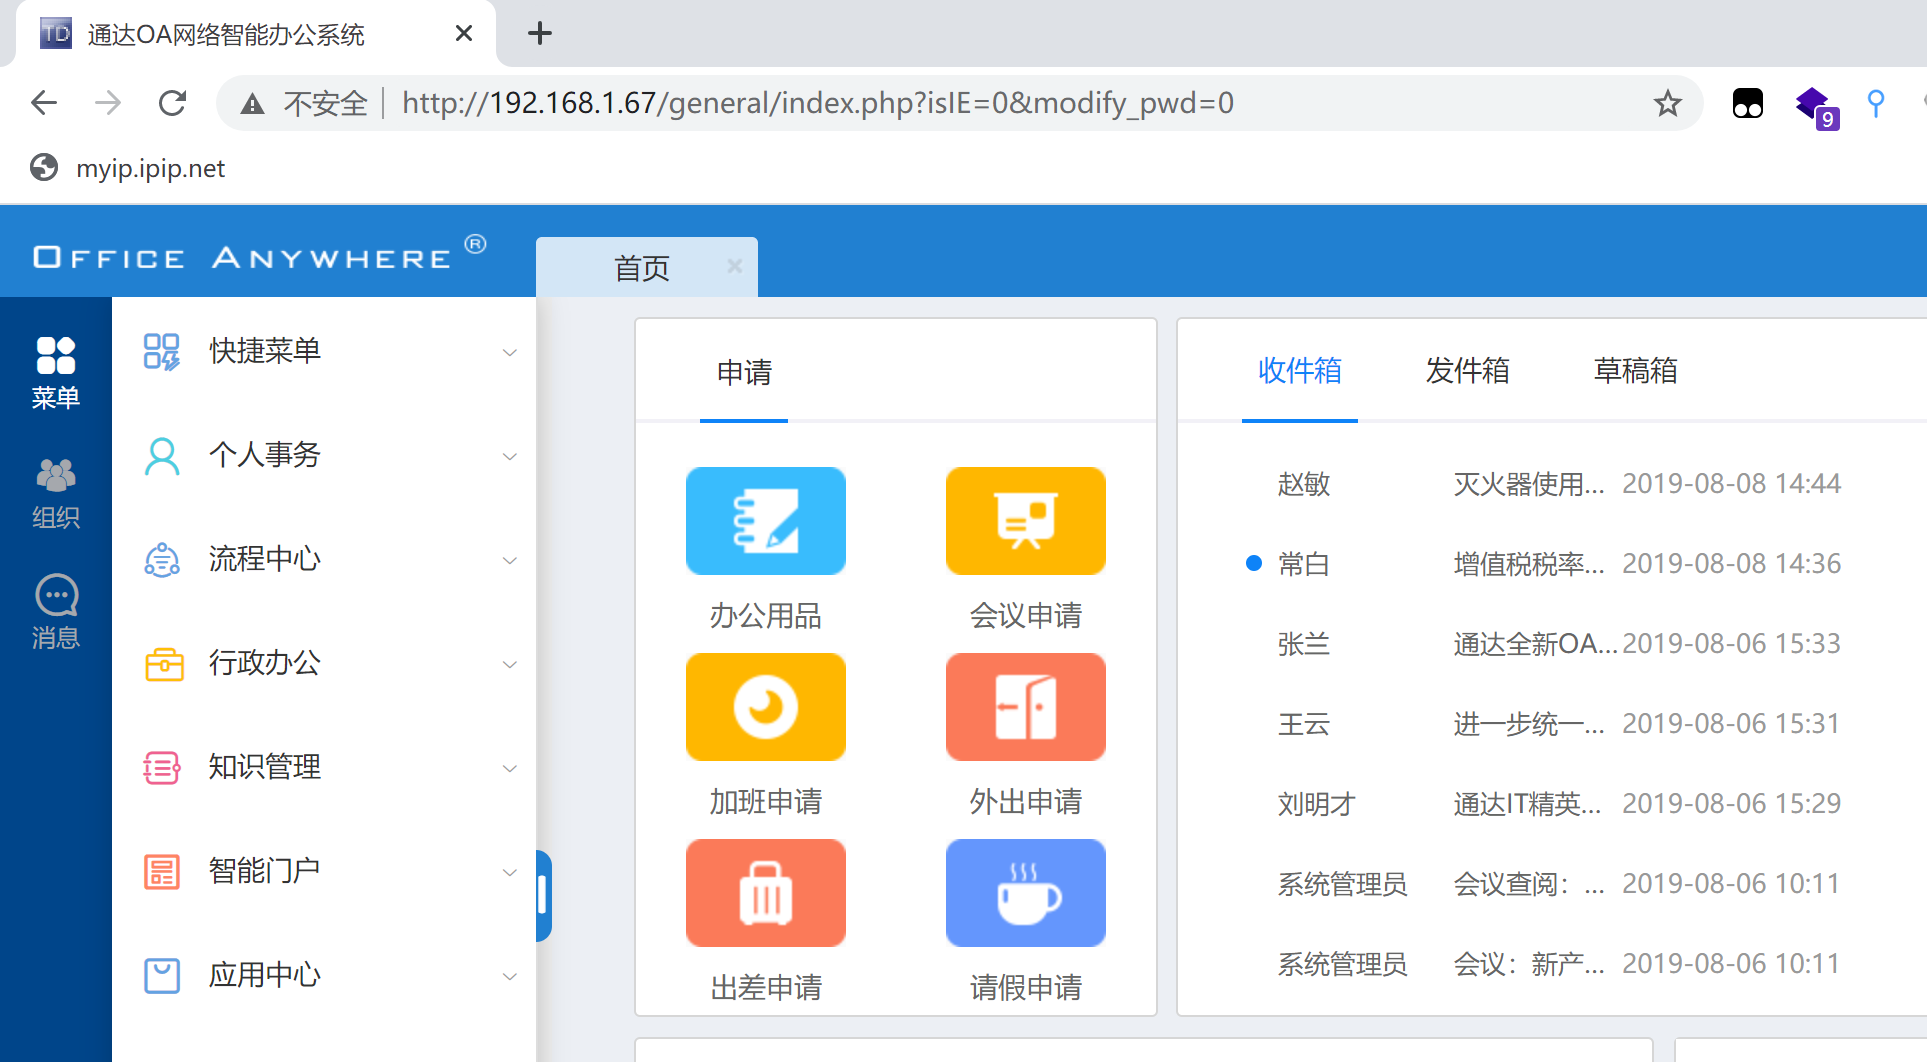 TD 通达OA网络智能办公系统
不安全 http://192.168.1.67/general/index.php?isIE=0&modify_pwd=0
9
myip.ipip.net
OFFICE ANYWHERE ®
首页
菜单
组织
消息
快捷菜单
个人事务
流程中心
行政办公
知识管理
智能门户
应用中心
申请
办公用品 会议申请
加班申请 外出申请
出差申请 请假申请
收件箱 发件箱 草稿箱
赵敏 灭火器使用... 2019-08-08 14:44
常白 增值税税率... 2019-08-08 14:36
张兰 通达全新OA... 2019-08-06 15:33
王云 进一步统一... 2019-08-06 15:31
刘明才 通达IT精英... 2019-08-06 15:29
系统管理员 会议查阅：... 2019-08-06 10:11
系统管理员 会议：新产... 2019-08-06 10:11